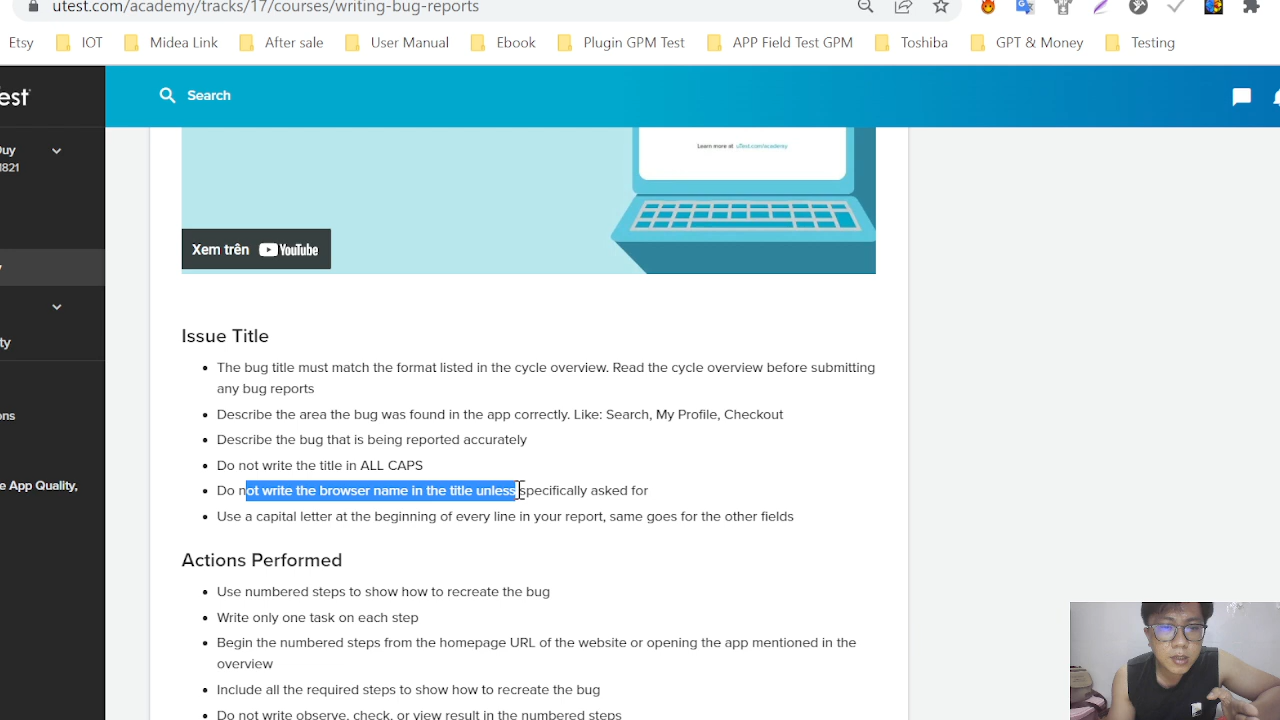 utest.com/academy/tracks/17/courses/writing-bug-reports
Etsy IOT Midea Link After sale User Manual Ebook Plugin GPM Test APP Field Test GPM Toshiba GPT & Money Testing
Test
Search
Duy
821
Learn more at uTest.com/academy
Xem trên YouTube
Issue Title
• The bug title must match the format listed in the cycle overview. Read the cycle overview before submitting
any bug reports
• Describe the area the bug was found in the app correctly. Like: Search, My Profile, Checkout
• Describe the bug that is being reported accurately
• Do not write the title in ALL CAPS
• Do not write the browser name in the title unless specifically asked for
• Use a capital letter at the beginning of every line in your report, same goes for the other fields
Actions Performed
• Use numbered steps to show how to recreate the bug
• Write only one task on each step
• Begin the numbered steps from the homepage URL of the website or opening the app mentioned in the
overview
• Include all the required steps to show how to recreate the bug
• Do not write observe, check, or view result in the numbered steps
ty
ons
e App Quality,